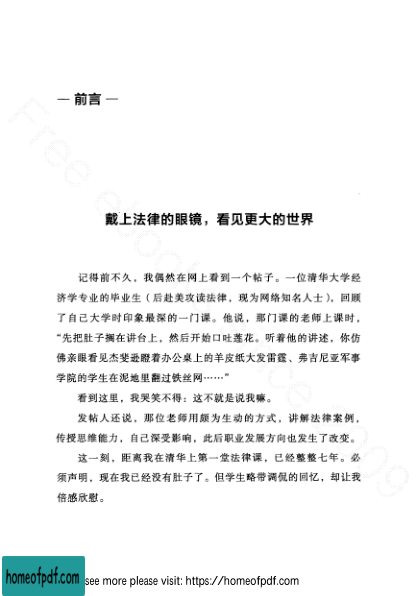 — 前言 —
戴上法律的眼镜，看见更大的世界
记得前不久，我偶然在网上看到一个帖子。一位清华大学经
济学专业的毕业生（后赴美攻读法律，现为网络知名人士），回顾
了自己大学时印象最深的一门课。他说，那门课的老师上课时，
“先把肚子搁在讲台上，然后开始口吐莲花。听着他的讲述，你仿
佛亲眼看见杰斐逊蹬着办公桌上的羊皮纸大发雷霆、弗吉尼亚军事
学院的学生在泥地里翻过铁丝网……”
看到这里，我哭笑不得：这不就是说我嘛。
发帖人还说，那位老师用颇为生动的方式，讲解法律案例，
传授思维能力，自己深受影响，此后职业发展方向也发生了改变。
这一刻，距离我在清华上第一堂法律课，已经整整七年。必
须声明，现在我已经没有肚子了。但学生略带调侃的回忆，却让我
倍感欣慰。
homeofpdf.com
see more please visit: https://homeofpdf.com